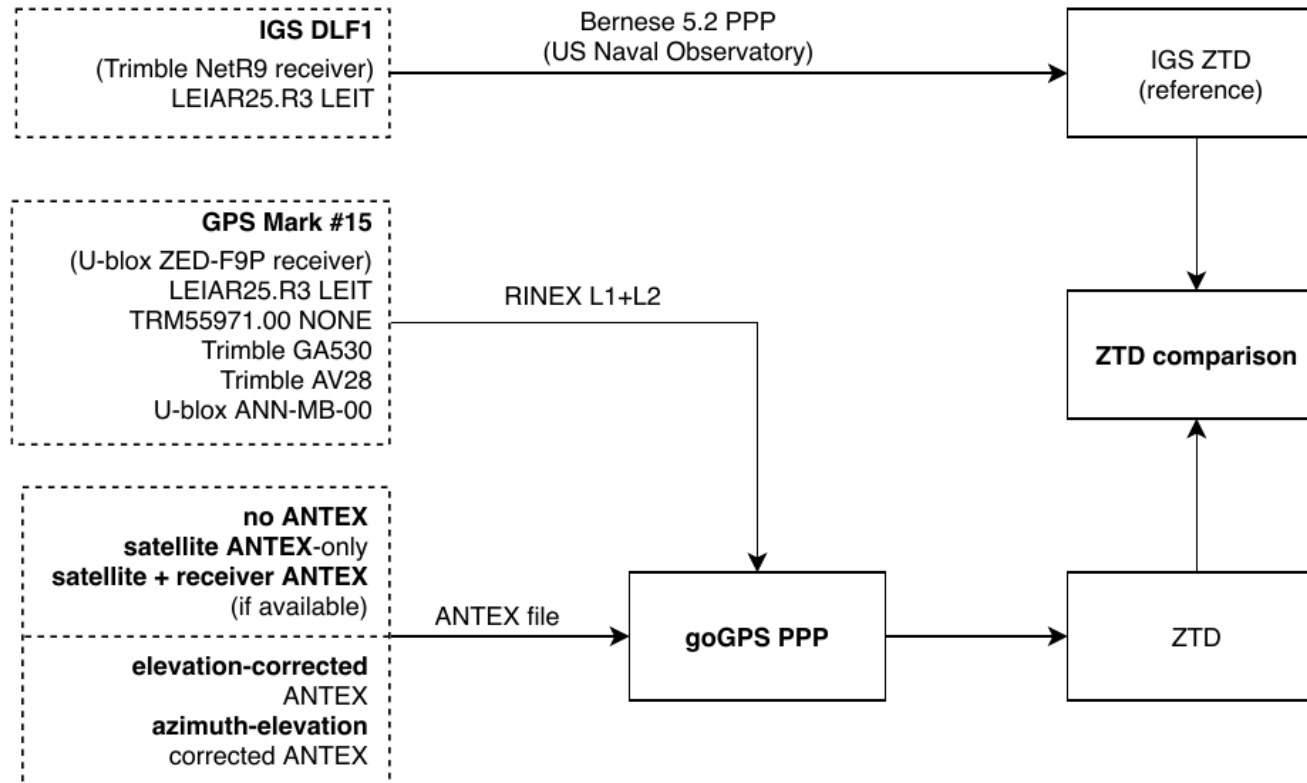 IGS DLF1
(Trimble NetR9 receiver)
LEIAR25.R3 LEIT
Bernese 5.2 PPP
(US Naval Observatory)
IGS ZTD
(reference)
GPS Mark #15
(U-blox ZED-F9P receiver)
LEIAR25.R3 LEIT
TRM55971.00 NONE
Trimble GA530
Trimble AV28
U-blox ANN-MB-00
RINEX L1+L2
ZTD comparison
no ANTEX
satellite ANTEX-only
satellite + receiver ANTEX
(if available)
elevation-corrected
ANTEX
azimuth-elevation
corrected ANTEX
ANTEX file
goGPS PPP
ZTD